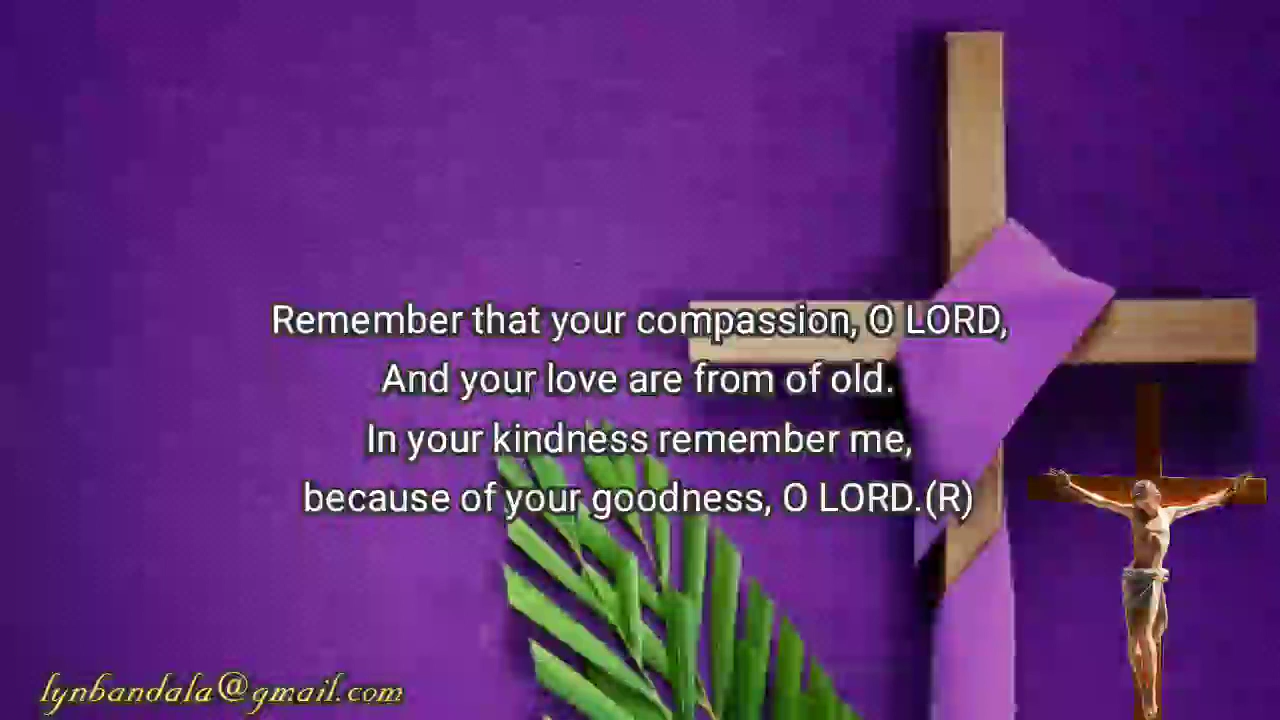 Remember that your compassion, O LORD,
And your love are from of old.
In your kindness remember me,
because of your goodness, O LORD.(R)
lynbandala@gmail.com